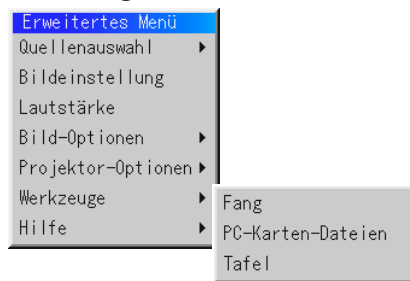 Erweitertes Menü
Quellenauswahl
Bildeinstellung
Lautstärke
Bild-Optionen
Projektor-Optionen
Werkzeuge
Hilfe
Fang
PC-Karten-Dateien
Tafel